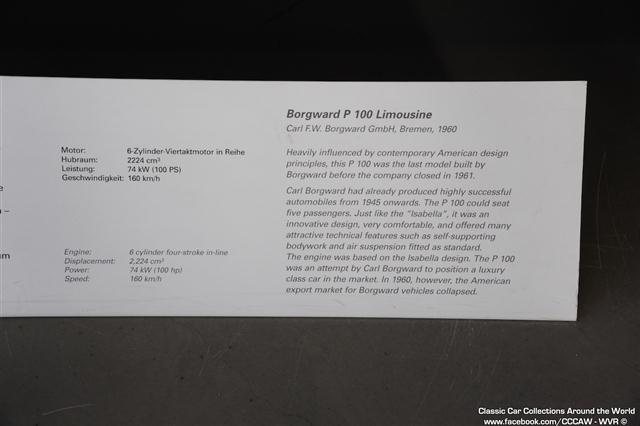 Borgward P 100 Limousine
Carl F.W. Borgward GmbH, Bremen, 1960
Motor: 6-Zylinder-Viertaktmotor in Reihe
Hubraum: 2224 cm³
Leistung: 74 kW (100 PS)
Geschwindigkeit: 160 km/h
Engine: 6 cylinder four-stroke in-line
Displacement: 2,224 cm³
Power: 74 kW (100 hp)
Speed: 160 km/h
Heavily influenced by contemporary American design
principles, this P 100 was the last model built by
Borgward before the company closed in 1961.
Carl Borgward had already produced highly successful
automobiles from 1945 onwards. The P 100 could seat
five passengers. Just like the "Isabella", it was an
innovative design, very comfortable, and offered many
attractive technical features such as self-supporting
bodywork and air suspension fitted as standard.
The engine was based on the Isabella design. The P 100
was an attempt by Carl Borgward to position a luxury
class car in the market. In 1960, however, the American
export market for Borgward vehicles collapsed.
Classic Car Collections Around the World
www.facebook.com/CCCAW - WVR ©